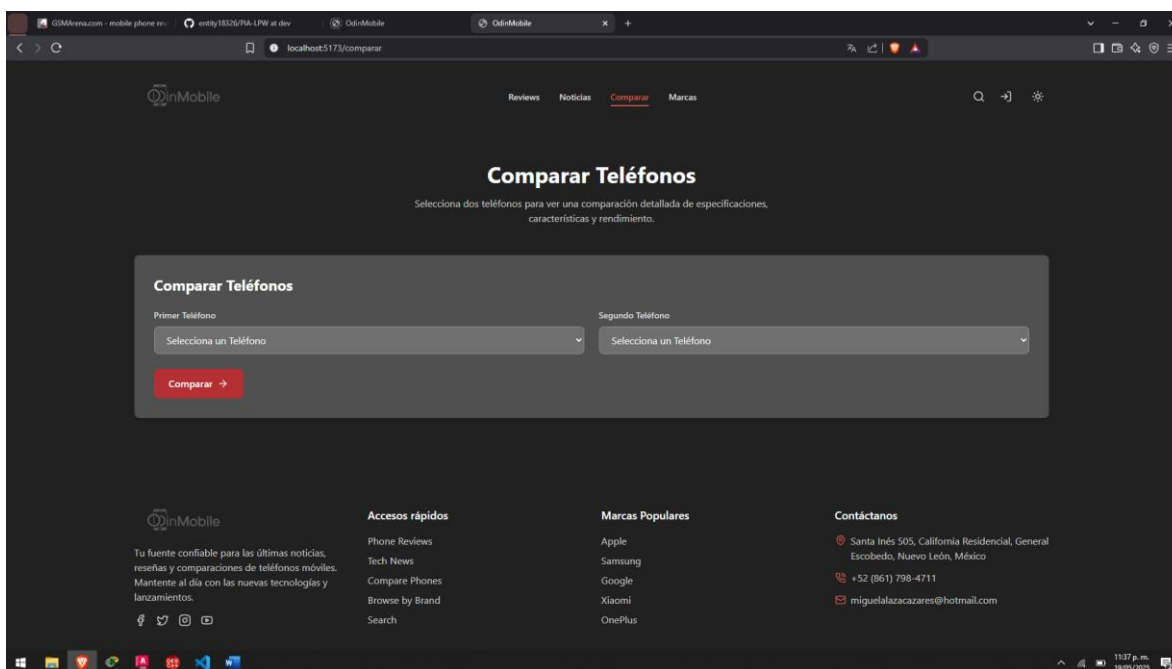 GSMArena.com - mobile phone rev
entity18326/PIA-LPW at dev
OdinMobile
OdinMobile
localhost:5173/comparar
OdinMobile
Reviews
Noticias
Comparar
Marcas
Comparar Teléfonos
Selecciona dos teléfonos para ver una comparación detallada de especificaciones,
características y rendimiento.
Comparar Teléfonos
Primer Teléfono
Segundo Teléfono
Selecciona un Teléfono
Selecciona un Teléfono
Comparar →
OdinMobile
Tu fuente confiable para las últimas noticias,
reseñas y comparaciones de teléfonos móviles.
Mantente al día con las nuevas tecnologías y
lanzamientos.
Accesos rápidos
Phone Reviews
Tech News
Compare Phones
Browse by Brand
Search
Marcas Populares
Apple
Samsung
Google
Xiaomi
OnePlus
Contáctanos
Santa Inés 505, California Residencial, General
Escobedo, Nuevo León, México
+52 (861) 798-4711
miguelalazacazares@hotmail.com
11:37 p. m.
19/05/2025